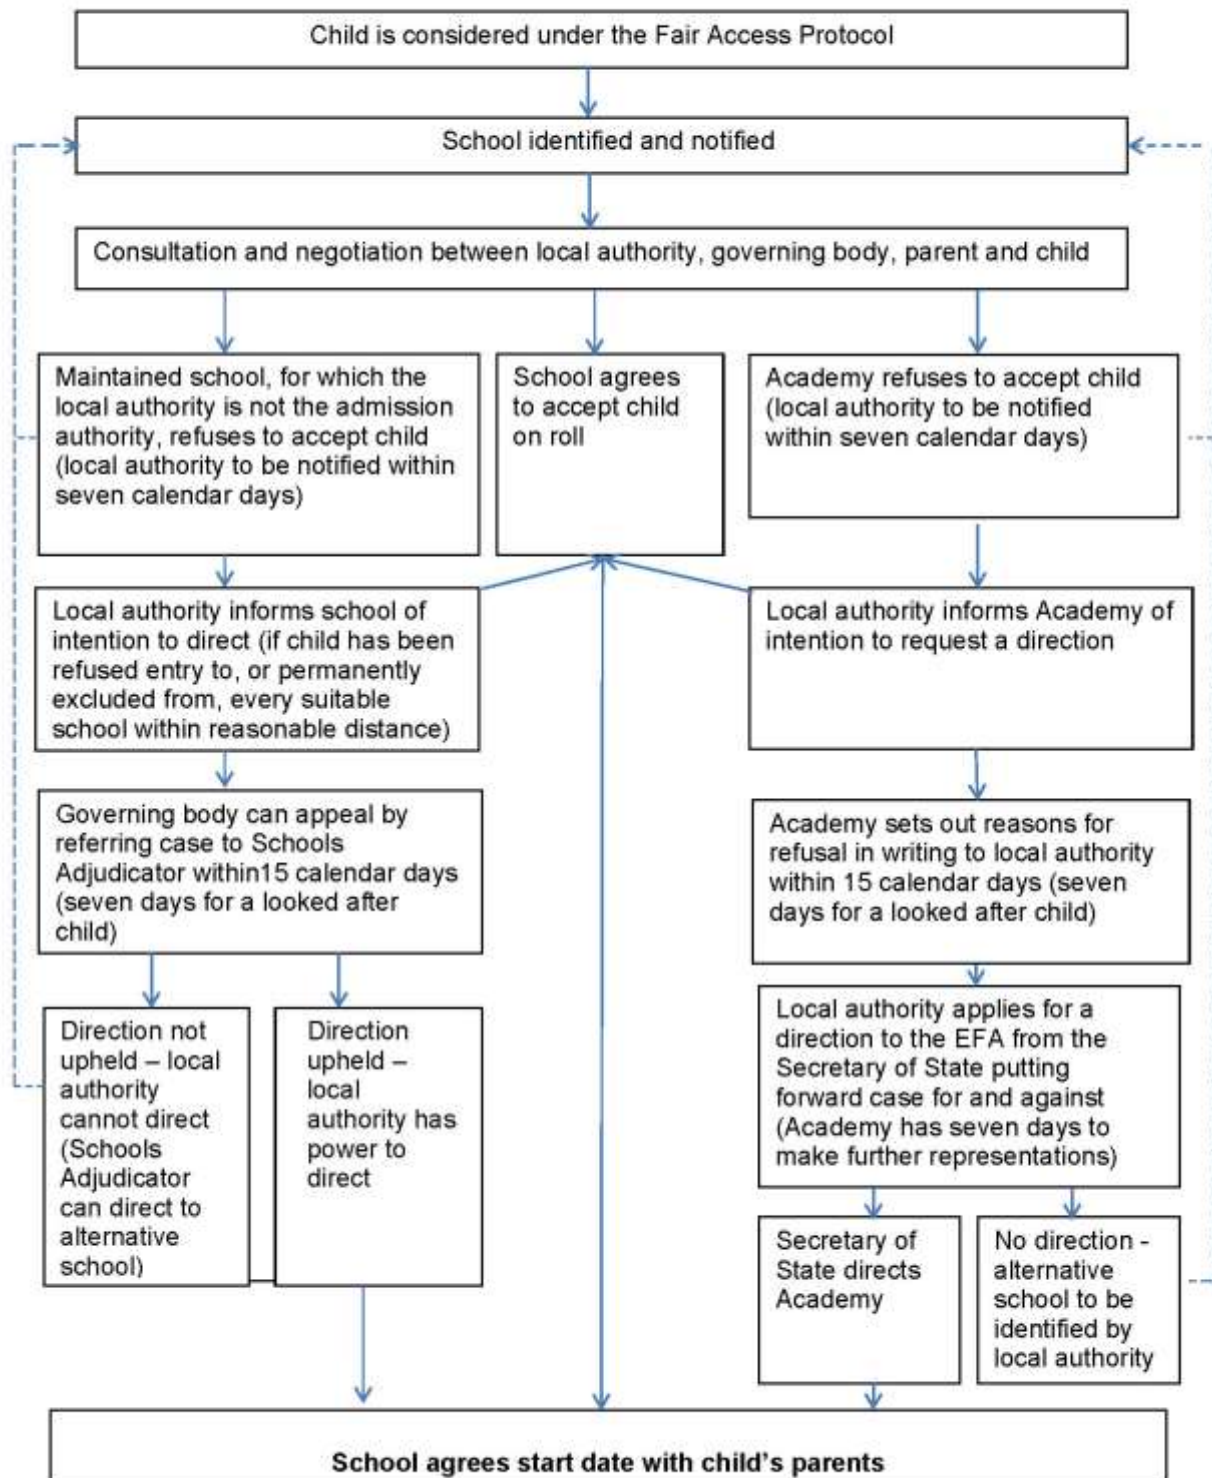 Child is considered under the Fair Access Protocol
School identified and notified
Consultation and negotiation between local authority, governing body, parent and child
Maintained school, for which the
local authority is not the admission
authority, refuses to accept child
(local authority to be notified within
seven calendar days)
School agrees
to accept child
on roll
Academy refuses to accept child
(local authority to be notified
within seven calendar days)
Local authority informs school of
intention to direct (if child has been
refused entry to, or permanently
excluded from, every suitable
school within reasonable distance)
Local authority informs Academy of
intention to request a direction
Governing body can appeal by
referring case to Schools
Adjudicator within15 calendar days
(seven days for a looked after
child)
Academy sets out reasons for
refusal in writing to local authority
within 15 calendar days (seven
days for a looked after child)
Direction not
upheld – local
authority
cannot direct
(Schools
Adjudicator
can direct to
alternative
school)
Direction
upheld –
local
authority has
power to
direct
Local authority applies for a
direction to the EFA from the
Secretary of State putting
forward case for and against
(Academy has seven days to
make further representations)
Secretary of
State directs
Academy
No direction -
alternative
school to be
identified by
local authority
School agrees start date with child's parents